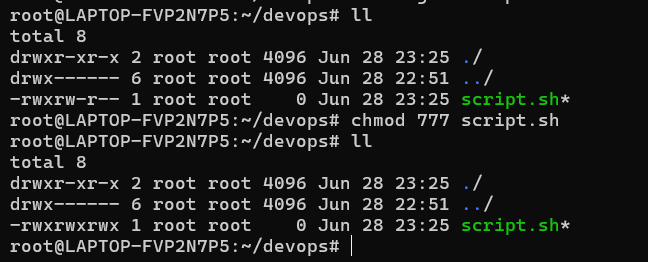 root@LAPTOP-FVP2N7P5:~/devops# ll
total 8
drwxr-xr-x 2 root root 4096 Jun 28 23:25 ./
drwx------ 6 root root 4096 Jun 28 22:51 ../
-rwxrw-r-- 1 root root    0 Jun 28 23:25 script.sh*
root@LAPTOP-FVP2N7P5:~/devops# chmod 777 script.sh
root@LAPTOP-FVP2N7P5:~/devops# ll
total 8
drwxr-xr-x 2 root root 4096 Jun 28 23:25 ./
drwx------ 6 root root 4096 Jun 28 22:51 ../
-rwxrwxrwx 1 root root    0 Jun 28 23:25 script.sh*
root@LAPTOP-FVP2N7P5:~/devops#